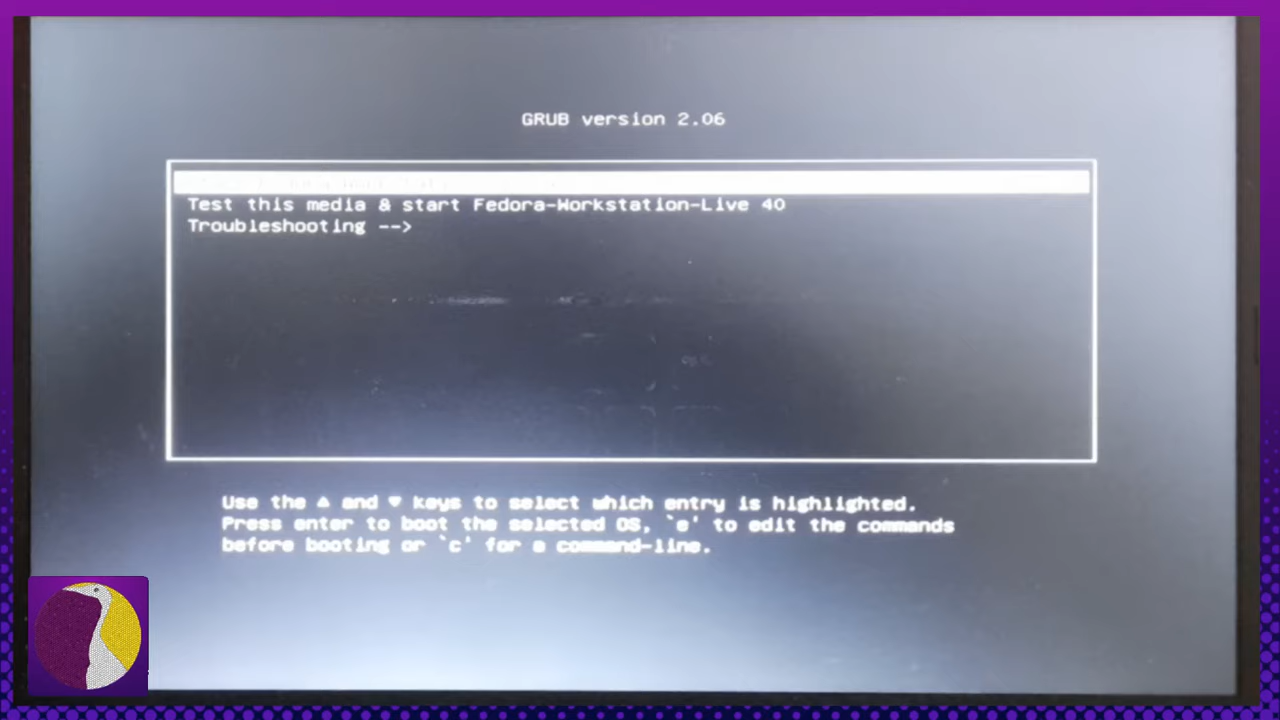 GRUB version 2.06
Test this media & start Fedora-Workstation-Live 40
Troubleshooting -->
Use the ▲ and ▼ keys to select which entry is highlighted.
Press enter to boot the selected OS, `e' to edit the commands
before booting or `c' for a command-line.